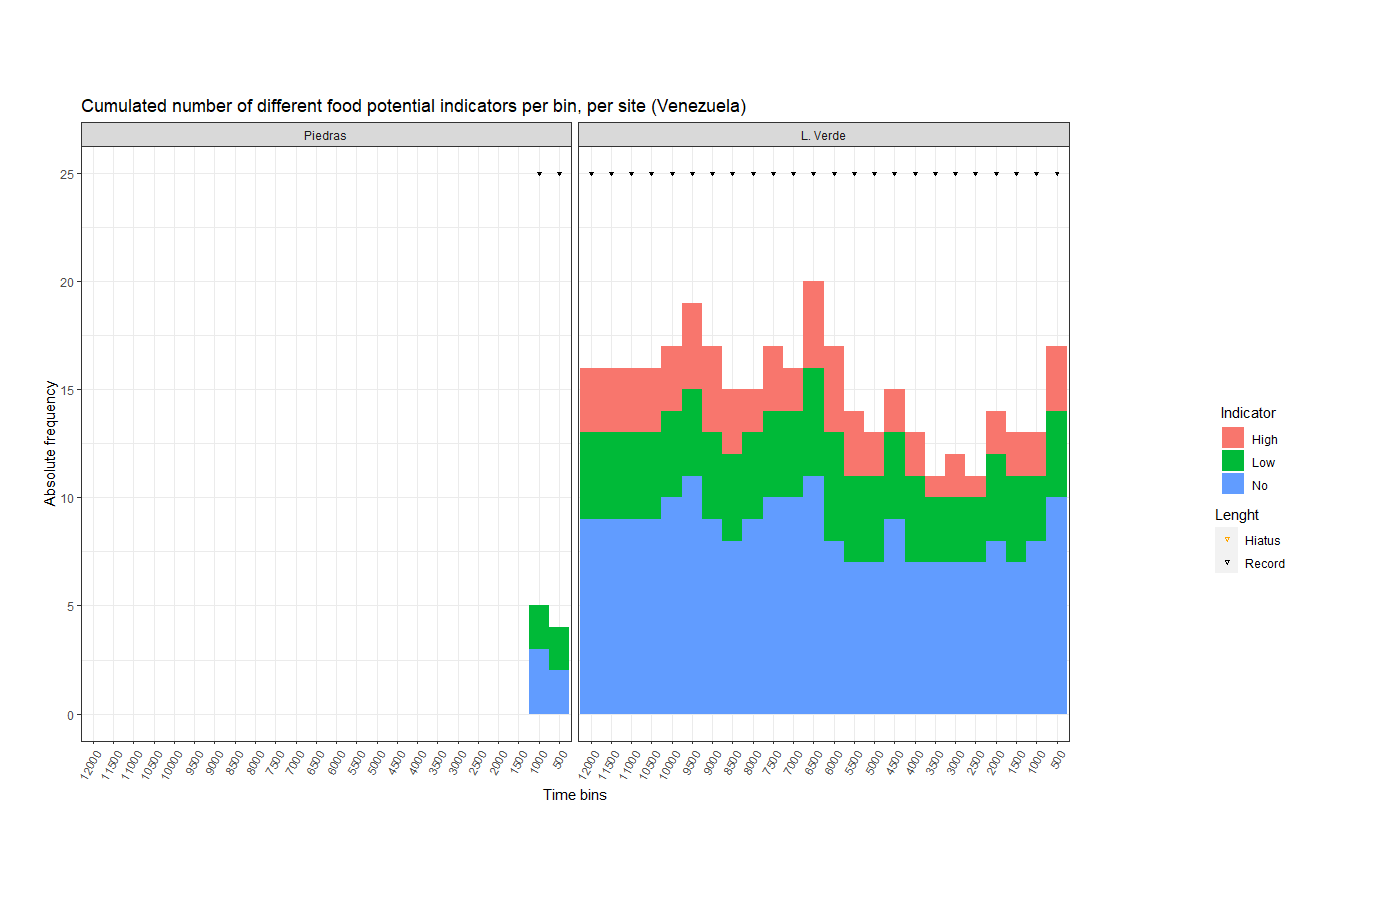 Cumulated number of different food potential indicators per bin, per site (Venezuela)
Piedras
L. Verde
25
20
15
10
5
0
Absolute frequency
12000 11500 11000 10500 10000 9500 9000 8500 8000 7500 7000 6500 6000 5500 5000 4500 4000 3500 3000 2500 2000 1500 1000 500
12000 11500 11000 10500 10000 9500 9000 8500 8000 7500 7000 6500 6000 5500 5000 4500 4000 3500 3000 2500 2000 1500 1000 500
Time bins
Indicator
High
Low
No
Lenght
Hiatus
Record